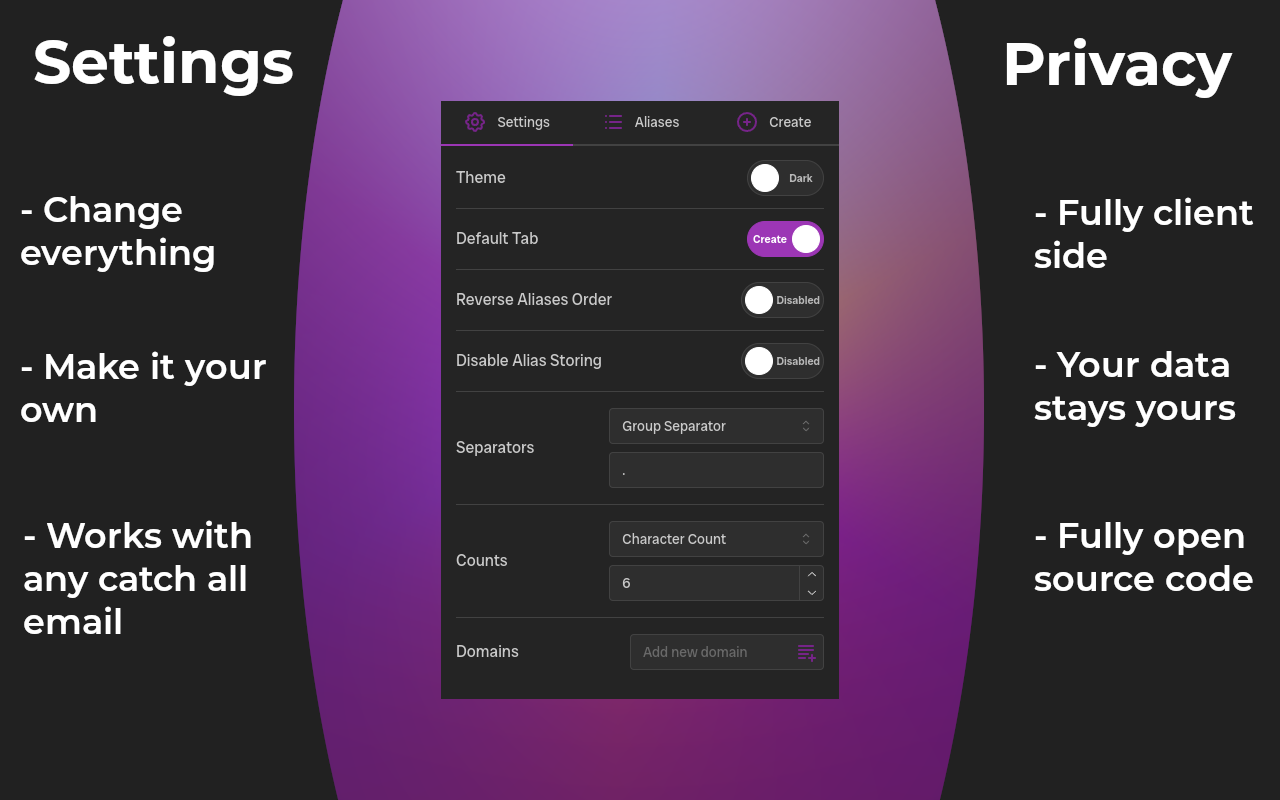 Settings
- Change
everything
- Make it your
own
- Works with
any catch all
email
Settings
Aliases
Create
Theme
Dark
Default Tab
Create
Reverse Aliases Order
Disabled
Disable Alias Storing
Disabled
Separators
Group Separator
.
Counts
Character Count
6
Domains
Add new domain
Privacy
- Fully client
side
- Your data
stays yours
- Fully open
source code